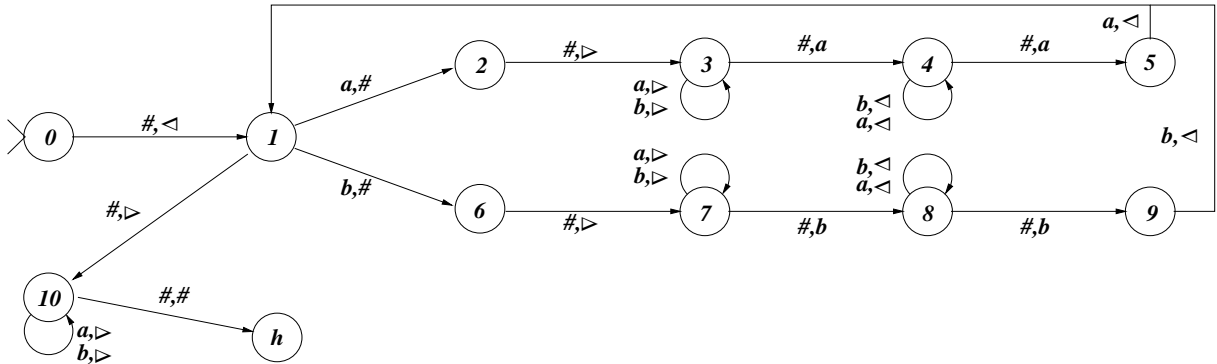 a,◁
2
#,▷
3
#,a
4
#,a
5
a,#
a,▷
b,▷
b,◁
a,◁
0
#,◁
1
b,◁
a,▷
b,▷
b,◁
a,◁
b,#
6
#,▷
7
#,b
8
#,b
9
#,▷
10
#,#
h
a,▷
b,▷